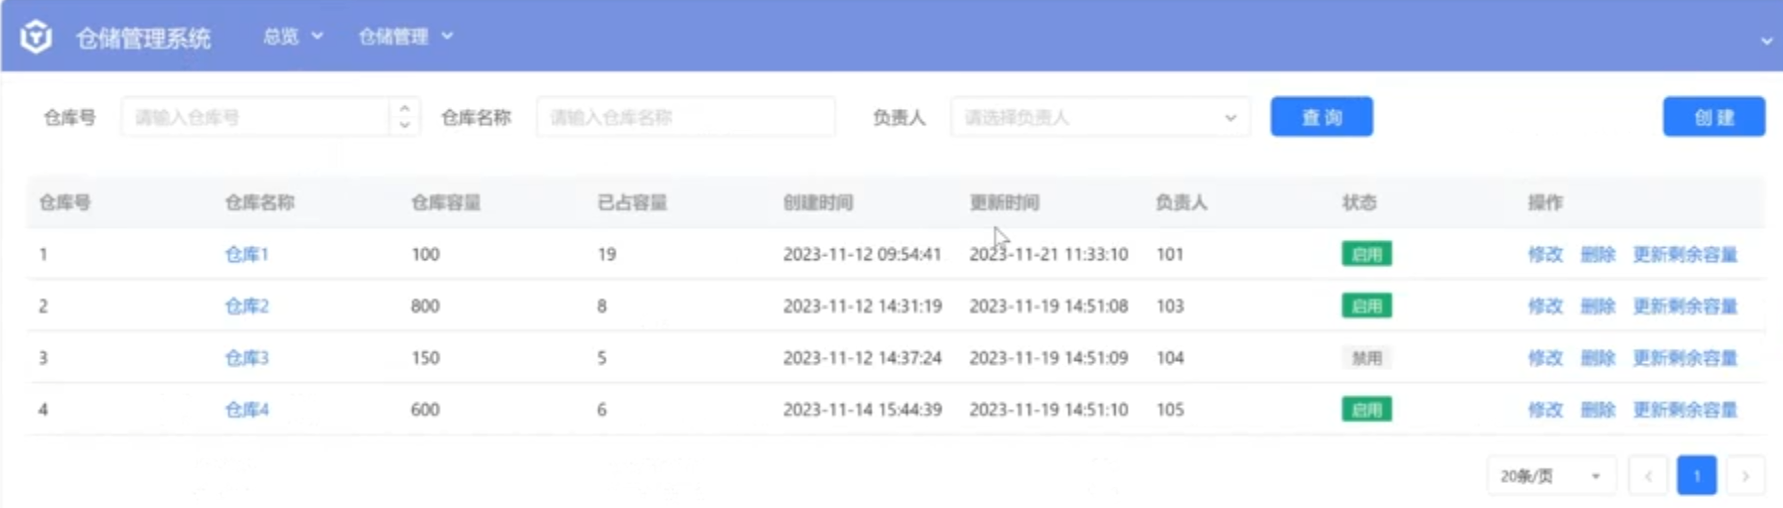 仓储管理系统 总览 仓储管理
仓库号 请输入仓库号 仓库名称 请输入仓库名称 负责人 请选择负责人 查询 创建
仓库号 仓库名称 仓库容量 已占容量 创建时间 更新时间 负责人 状态 操作
1 仓库1 100 19 2023-11-12 09:54:41 2023-11-21 11:33:10 101 启用 修改 删除 更新剩余容量
2 仓库2 800 8 2023-11-12 14:31:19 2023-11-19 14:51:08 103 启用 修改 删除 更新剩余容量
3 仓库3 150 5 2023-11-12 14:37:24 2023-11-19 14:51:09 104 禁用 修改 删除 更新剩余容量
4 仓库4 600 6 2023-11-14 15:44:39 2023-11-19 14:51:10 105 启用 修改 删除 更新剩余容量
20条/页 1